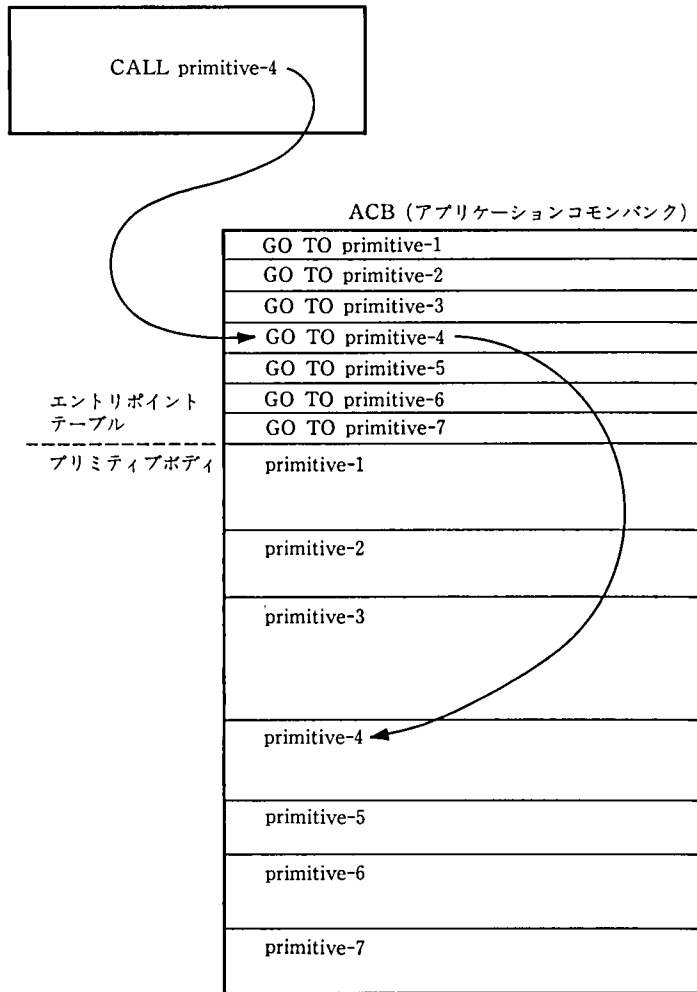 CALL primitive-4
ACB (アプリケーションコモンバンク)
GO TO primitive-1
GO TO primitive-2
GO TO primitive-3
GO TO primitive-4
GO TO primitive-5
エントリポイント
テーブル
GO TO primitive-6
GO TO primitive-7
プリミティブボディ
primitive-1
primitive-2
primitive-3
primitive-4
primitive-5
primitive-6
primitive-7